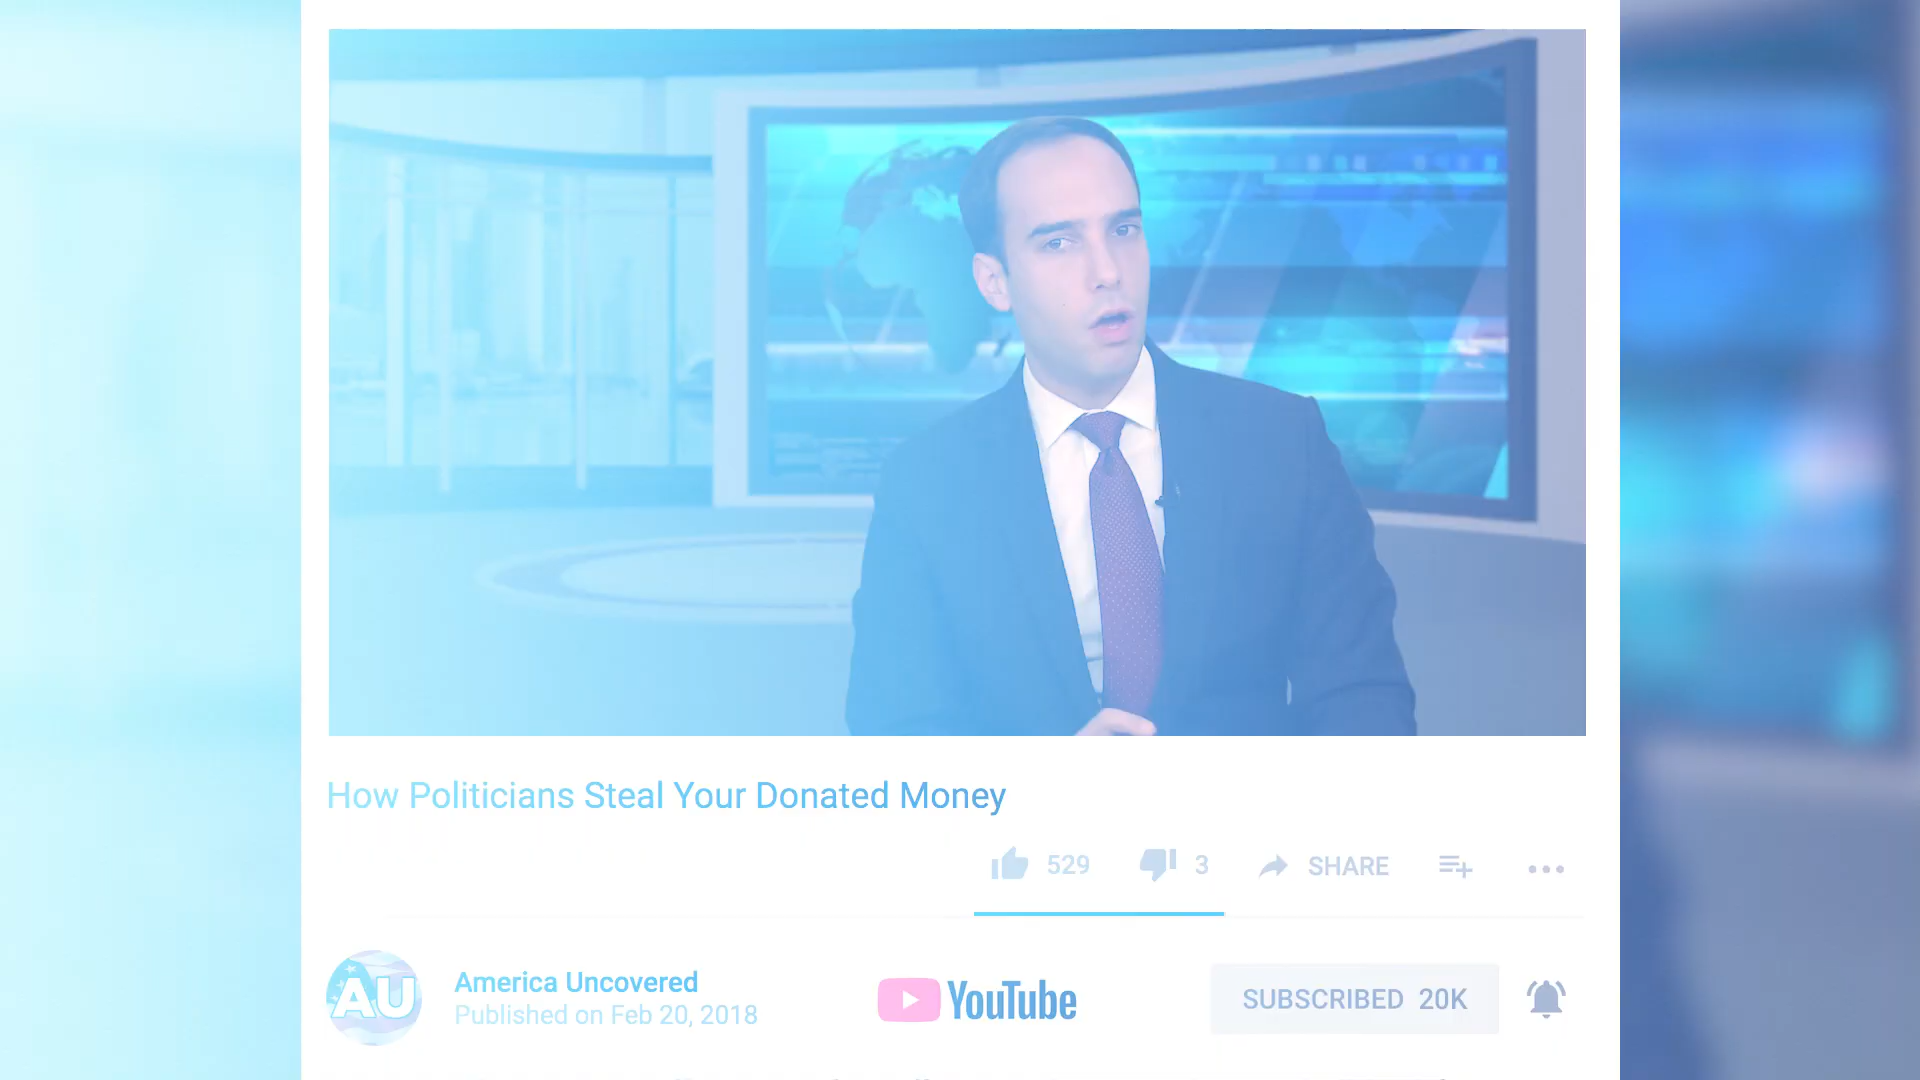 How Politicians Steal Your Donated Money
529 3 SHARE
AU America Uncovered
Published on Feb 20, 2018
YouTube
SUBSCRIBED 20K